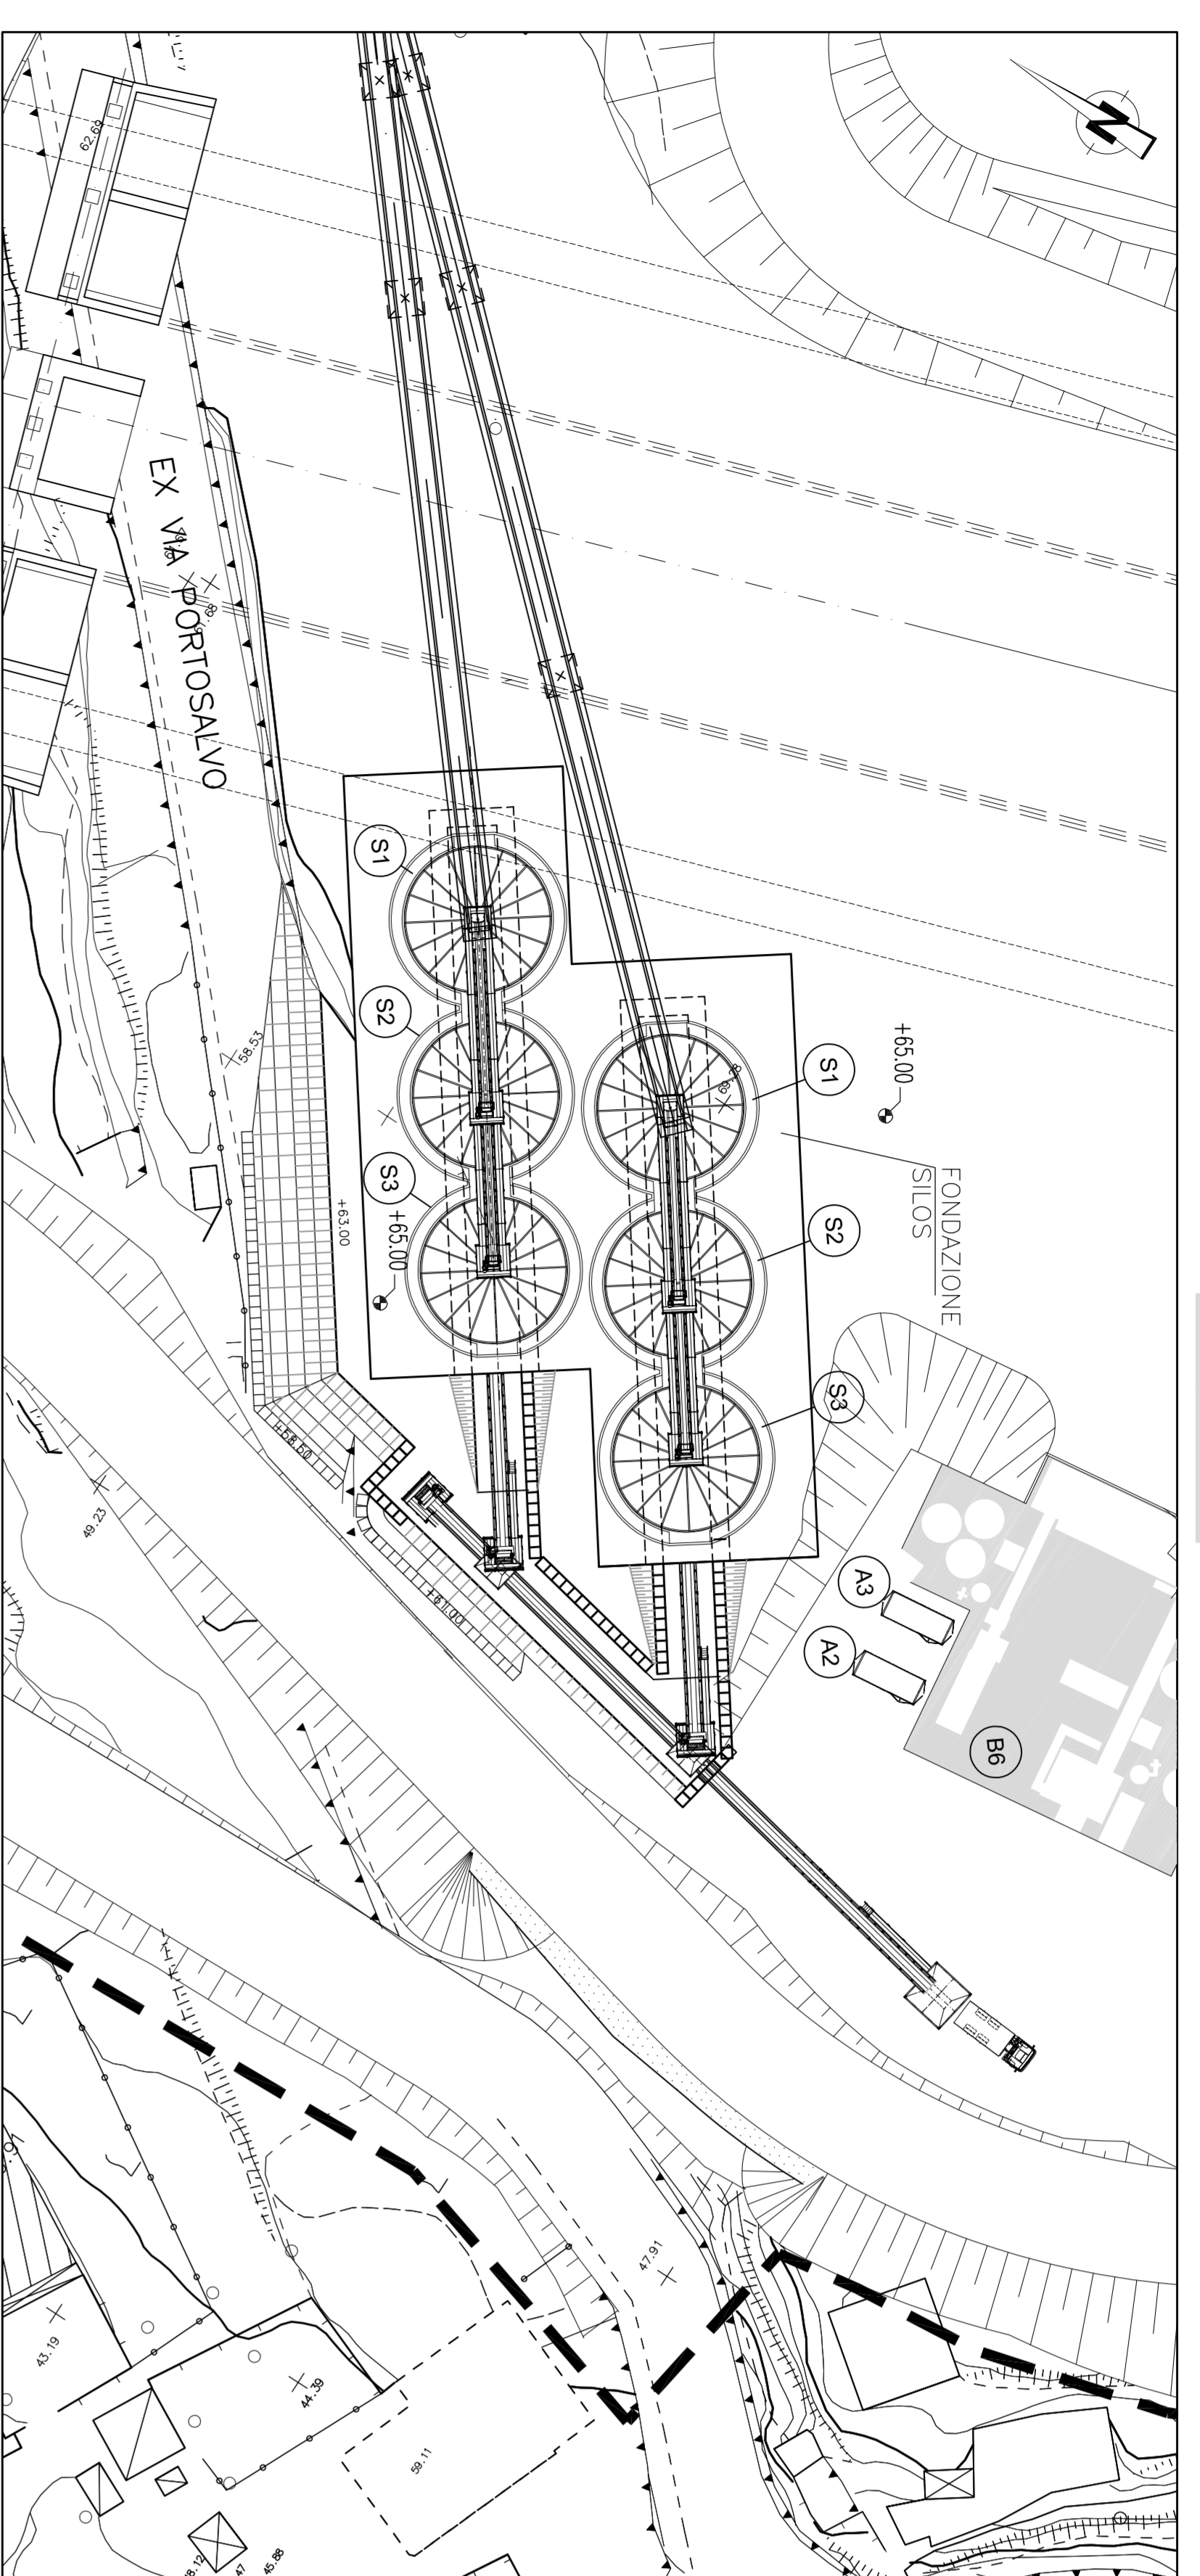 N
62.69
EX VIA PORTOSALVO
S1
S2
S3
+65.00
S1
S2
S3
+65.00
FONDAZIONE
SILOS
58.53
+63.00
+58.50
+61.00
49.23
A3
A2
B6
47.91
43.19
44.39
59.11
45.88